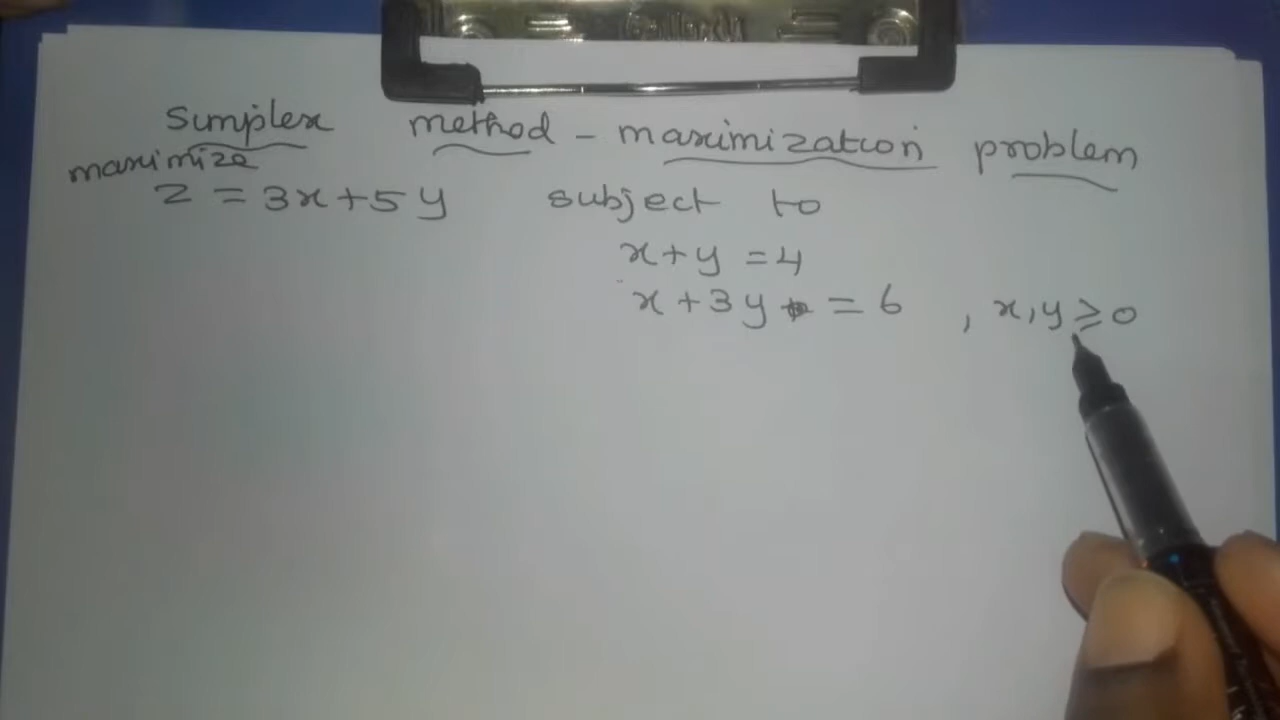 Simplex method - maximization problem
maximize
Z = 3x + 5y subject to
x + y = 4
x + 3y = 6 , x, y ≥ 0